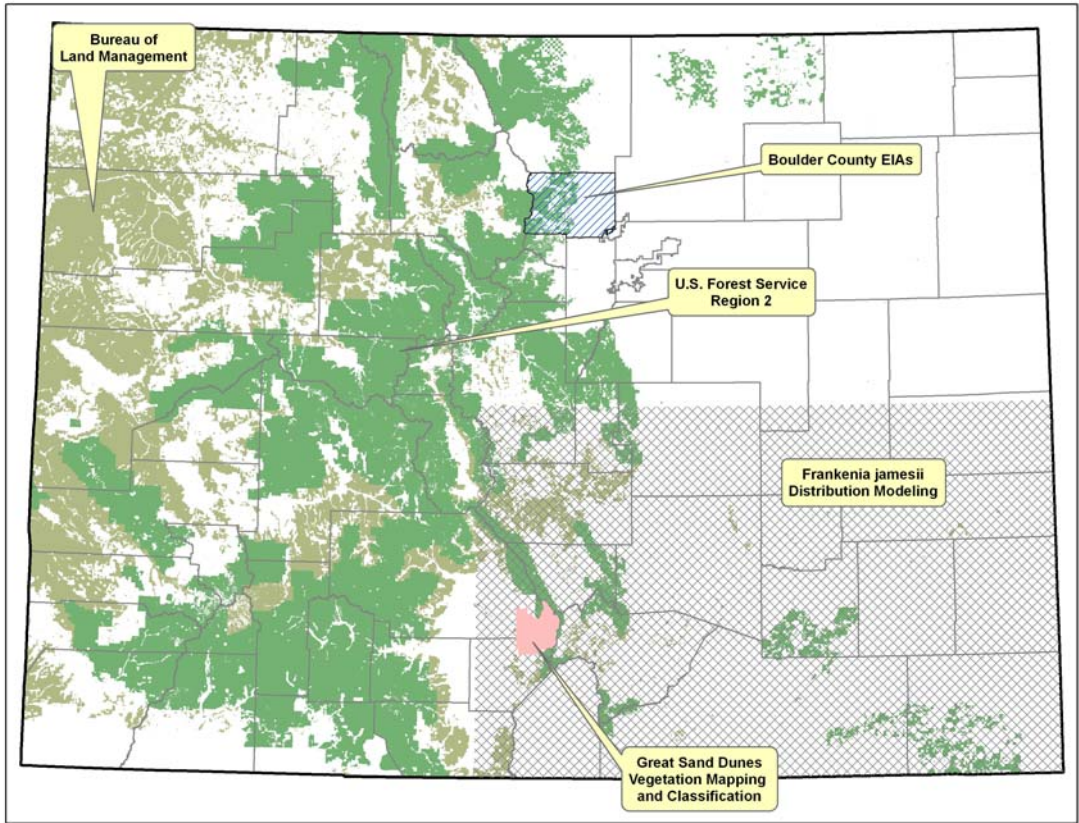 Bureau of
Land Management
Boulder County EIAs
U.S. Forest Service
Region 2
Frankenia jamesii
Distribution Modeling
Great Sand Dunes
Vegetation Mapping
and Classification